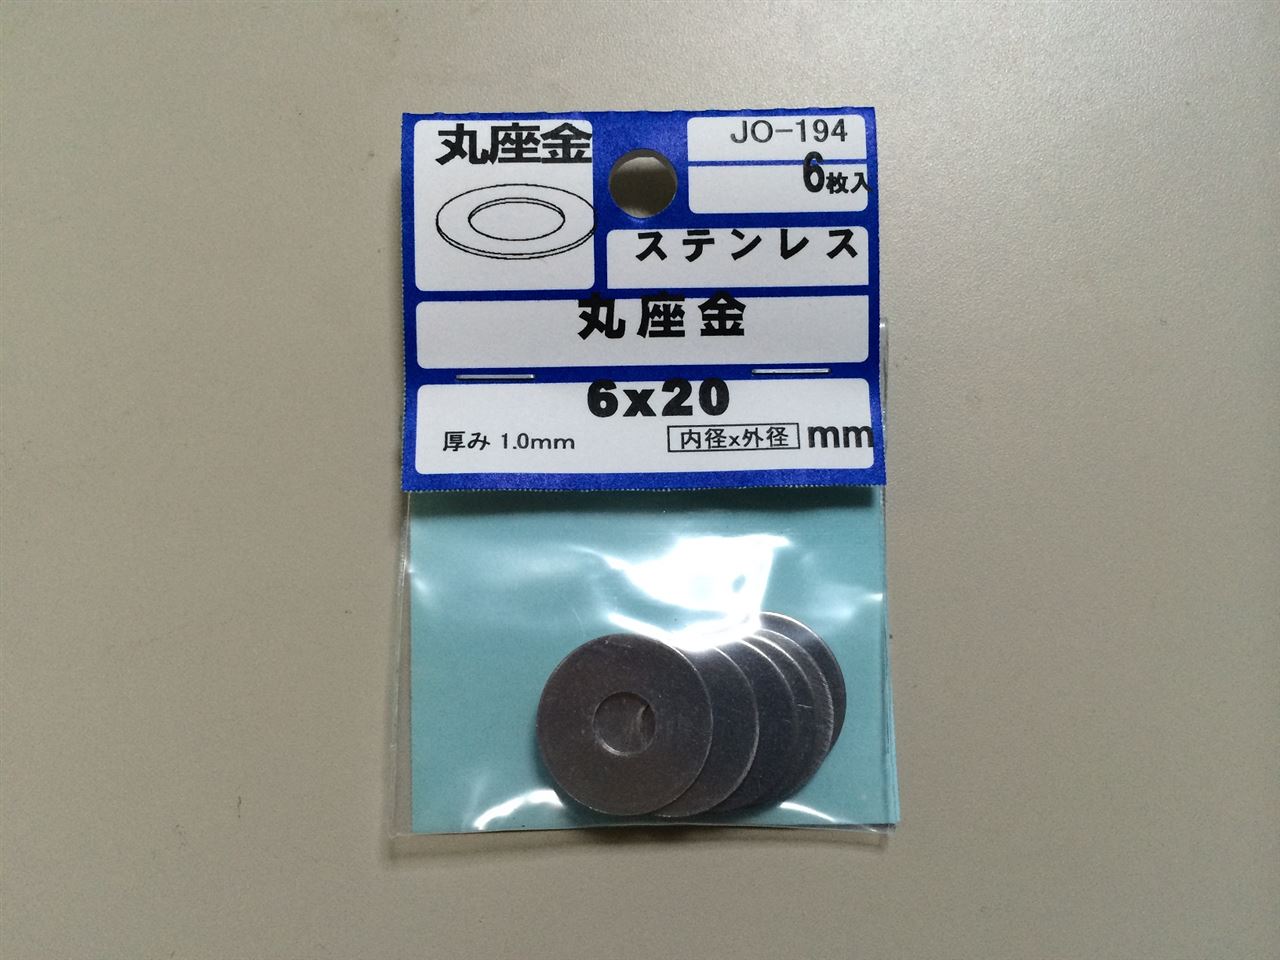 丸座金
JO-194
6枚入
ステンレス
丸座金
6x20
厚み 1.0mm
内径x外径 mm